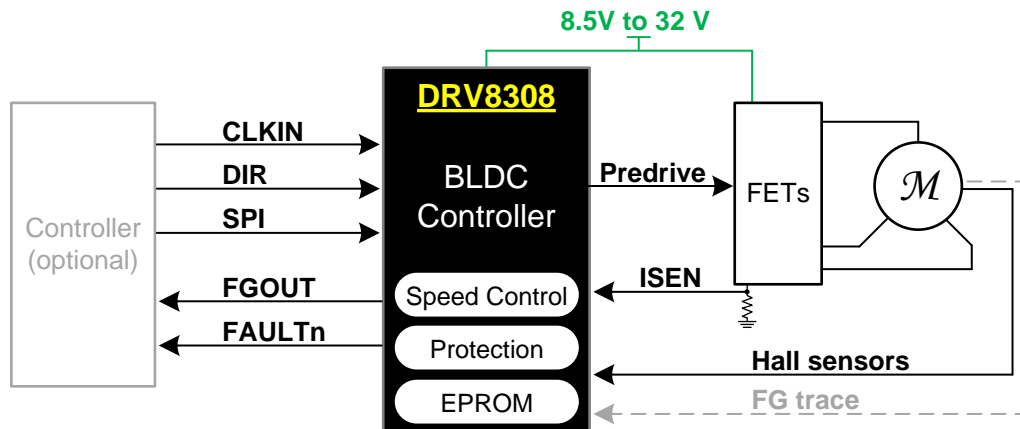 8.5V to 32 V
DRV8308
BLDC
Controller
Controller
(optional)
CLKIN
DIR
SPI
FGOUT
FAULTn
Speed Control
Protection
EPROM
Predrive
FETs
M
ISEN
Hall sensors
FG trace